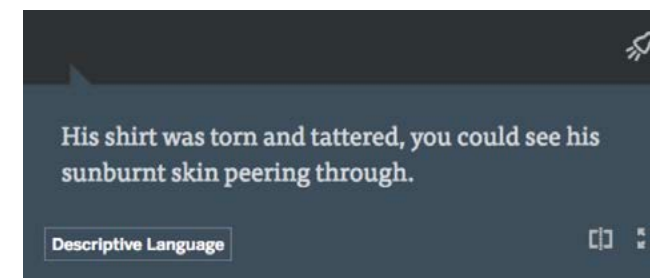 His shirt was torn and tattered, you could see his
sunburnt skin peering through.
Descriptive Language